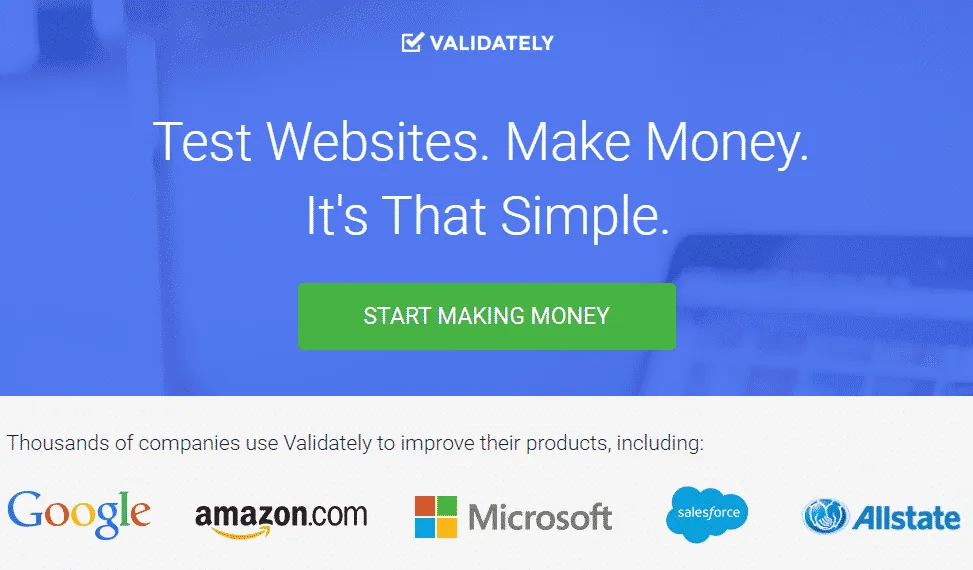 VALIDATELY
Test Websites. Make Money.
It's That Simple.
START MAKING MONEY
Thousands of companies use Validately to improve their products, including:
Google amazon.com Microsoft salesforce Allstate